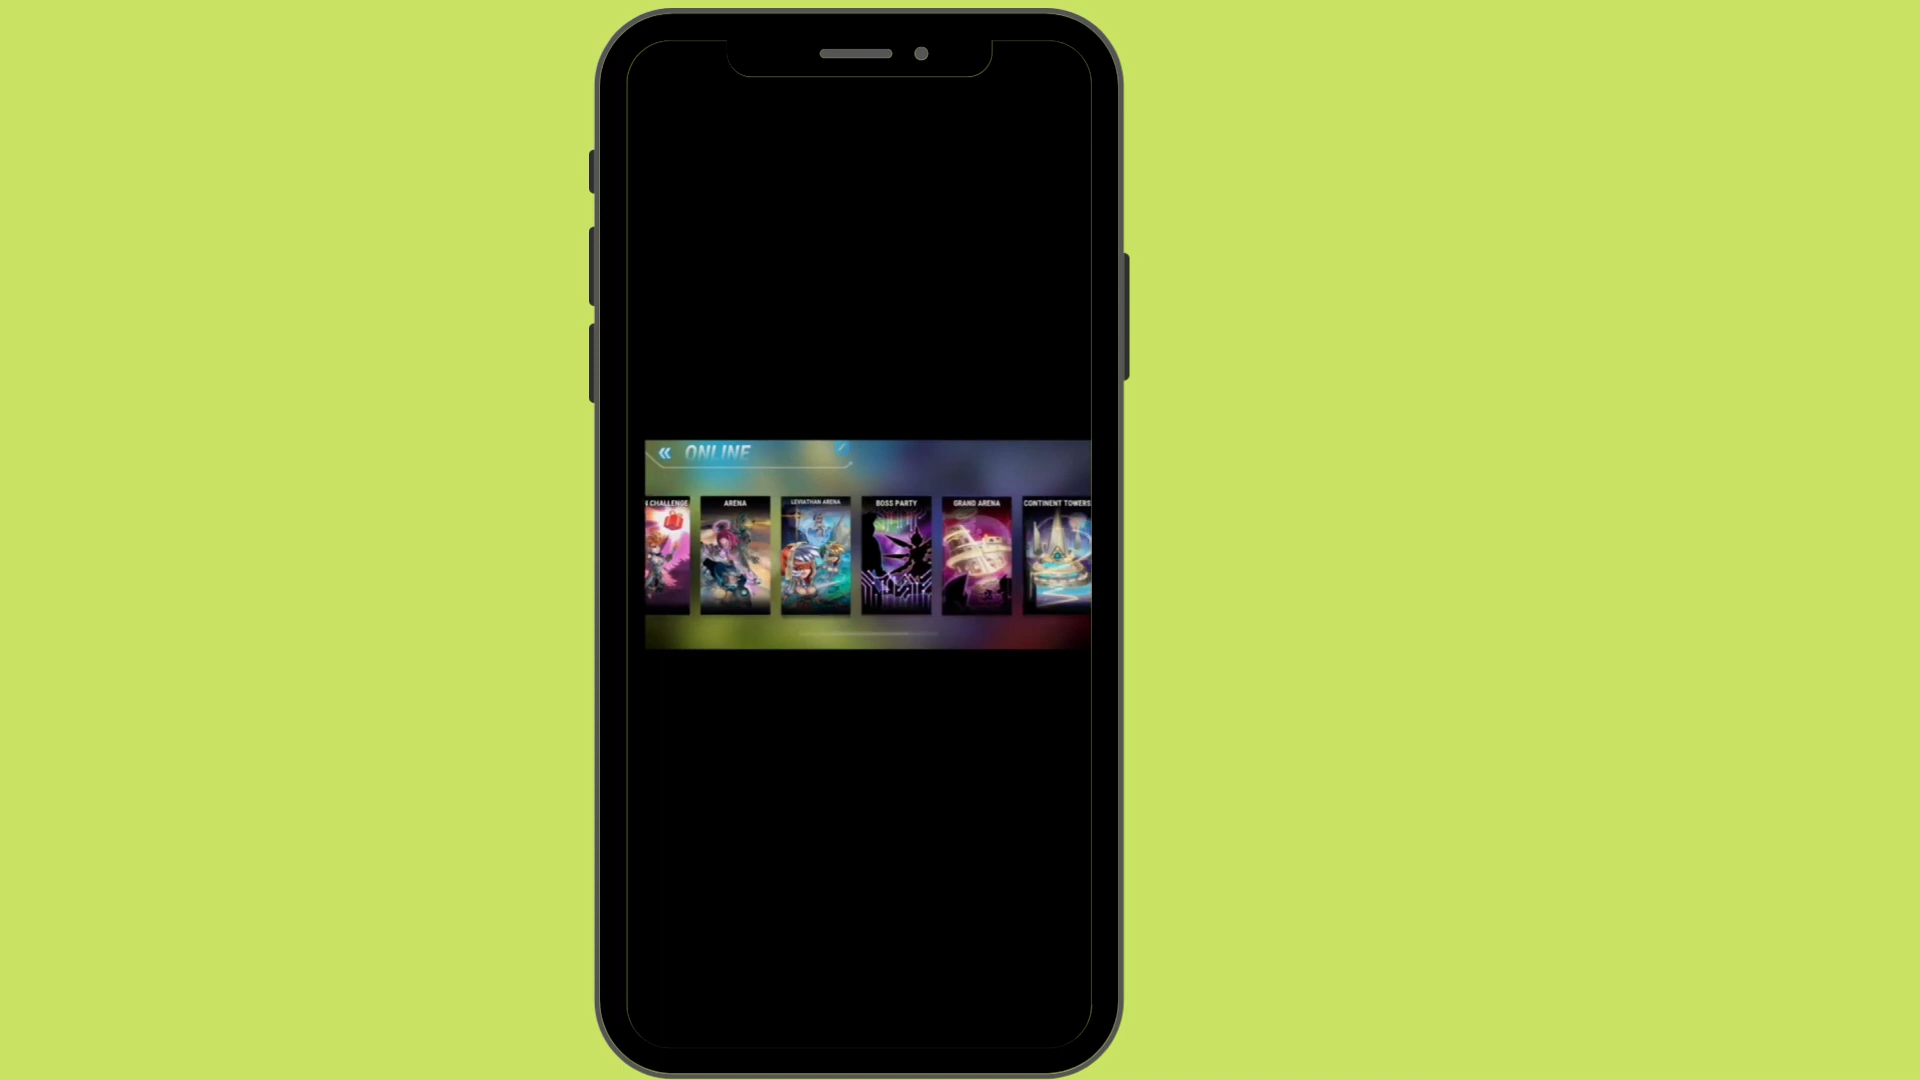 ONLINE
N CHALLENGE
ARENA
LEVIATHAN ARENA
BOSS PARTY
GRAND ARENA
CONTINENT TOWERS